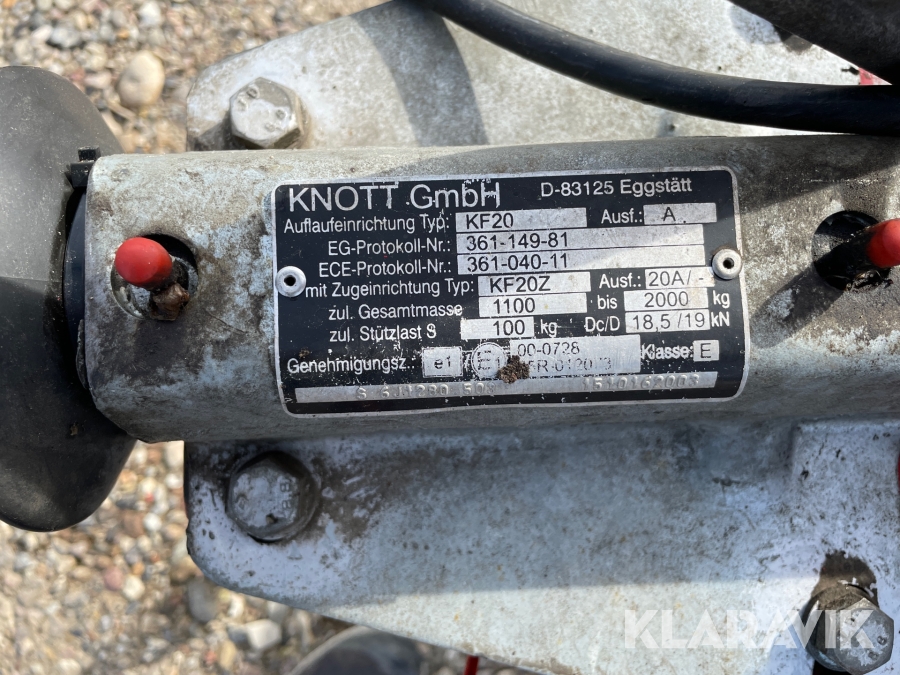 KNOTT GmbH D-83125 Eggstätt
Auflaufeinrichtung Typ: KF20 Ausf.: A
EG-Protokoll-Nr.: 361-149-81
ECE-Protokoll-Nr.: 361-040-11
mit Zugeinrichtung Typ: KF20Z Ausf.: 20A/-
zul. Gesamtmasse 1100 bis 2000 kg
zul. Stützlast S 100 kg Dc/D 18,5/19 kN
Genehmigungsz.: e1 00-0728 Klasse: E
KLARAVIK